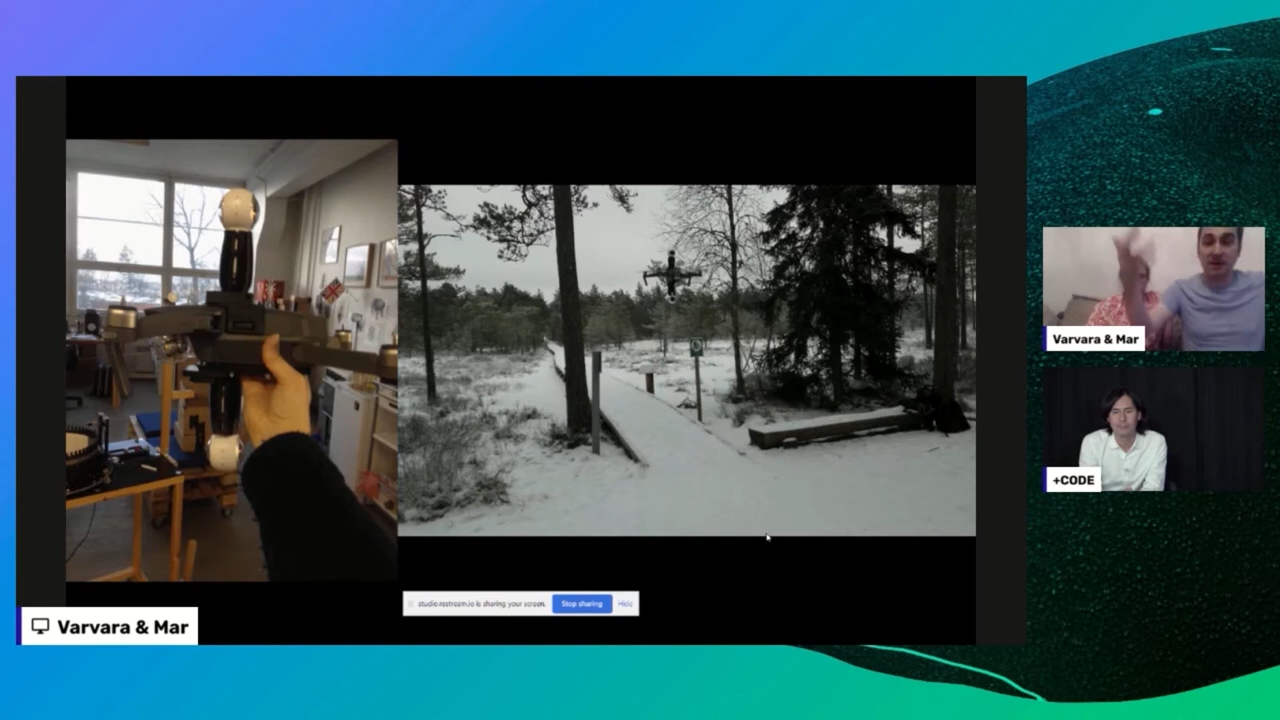 Varvara & Mar
+CODE
studio.restream.io is sharing your screen.
Stop sharing
Hide
Varvara & Mar